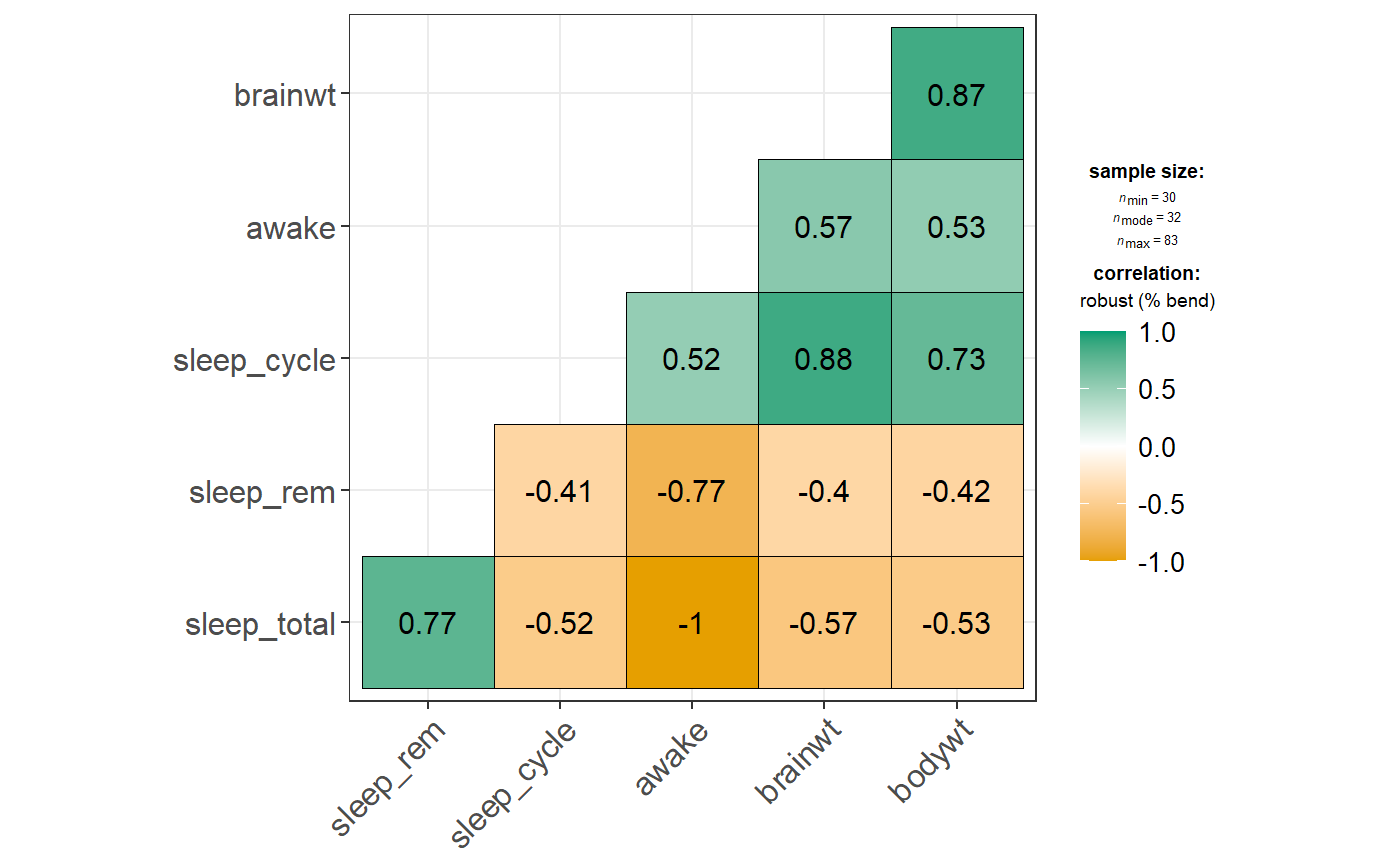 brainwt
0.87
awake
0.57 0.53
sleep_cycle
0.52 0.88 0.73
sleep_rem
-0.41 -0.77 -0.4 -0.42
sleep_total
0.77 -0.52 -1 -0.57 -0.53
sleep_rem
sleep_cycle
awake
brainwt
bodywt
sample size:
nmin = 30
nmode = 32
nmax = 83
correlation:
robust (% bend)
1.0
0.5
0.0
-0.5
-1.0